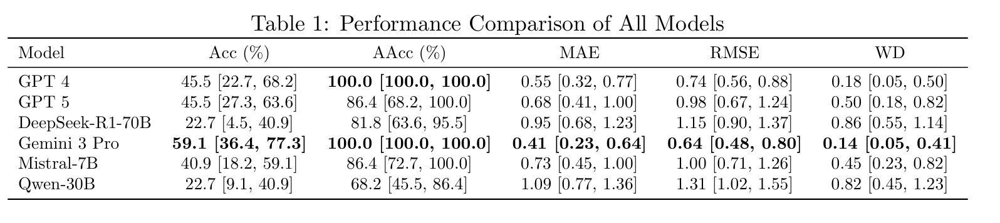 Table 1: Performance Comparison of All Models
Model Acc (%) AAcc (%) MAE RMSE WD
GPT 4 45.5 [22.7, 68.2] 100.0 [100.0, 100.0] 0.55 [0.32, 0.77] 0.74 [0.56, 0.88] 0.18 [0.05, 0.50]
GPT 5 45.5 [27.3, 63.6] 86.4 [68.2, 100.0] 0.68 [0.41, 1.00] 0.98 [0.67, 1.24] 0.50 [0.18, 0.82]
DeepSeek-R1-70B 22.7 [4.5, 40.9] 81.8 [63.6, 95.5] 0.95 [0.68, 1.23] 1.15 [0.90, 1.37] 0.86 [0.55, 1.14]
Gemini 3 Pro 59.1 [36.4, 77.3] 100.0 [100.0, 100.0] 0.41 [0.23, 0.64] 0.64 [0.48, 0.80] 0.14 [0.05, 0.41]
Mistral-7B 40.9 [18.2, 59.1] 86.4 [72.7, 100.0] 0.73 [0.45, 1.00] 1.00 [0.71, 1.26] 0.45 [0.23, 0.82]
Qwen-30B 22.7 [9.1, 40.9] 68.2 [45.5, 86.4] 1.09 [0.77, 1.36] 1.31 [1.02, 1.55] 0.82 [0.45, 1.23]